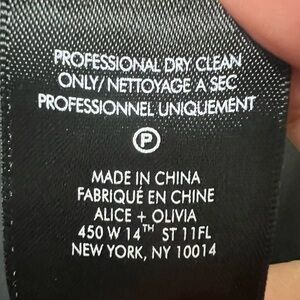 PROFESSIONAL DRY CLEAN
ONLY/NETTOYAGE A SEC
PROFESSIONNEL UNIQUEMENT
P
MADE IN CHINA
FABRIQUÉ EN CHINE
ALICE + OLIVIA
450 W 14TH ST 11FL
NEW YORK, NY 10014